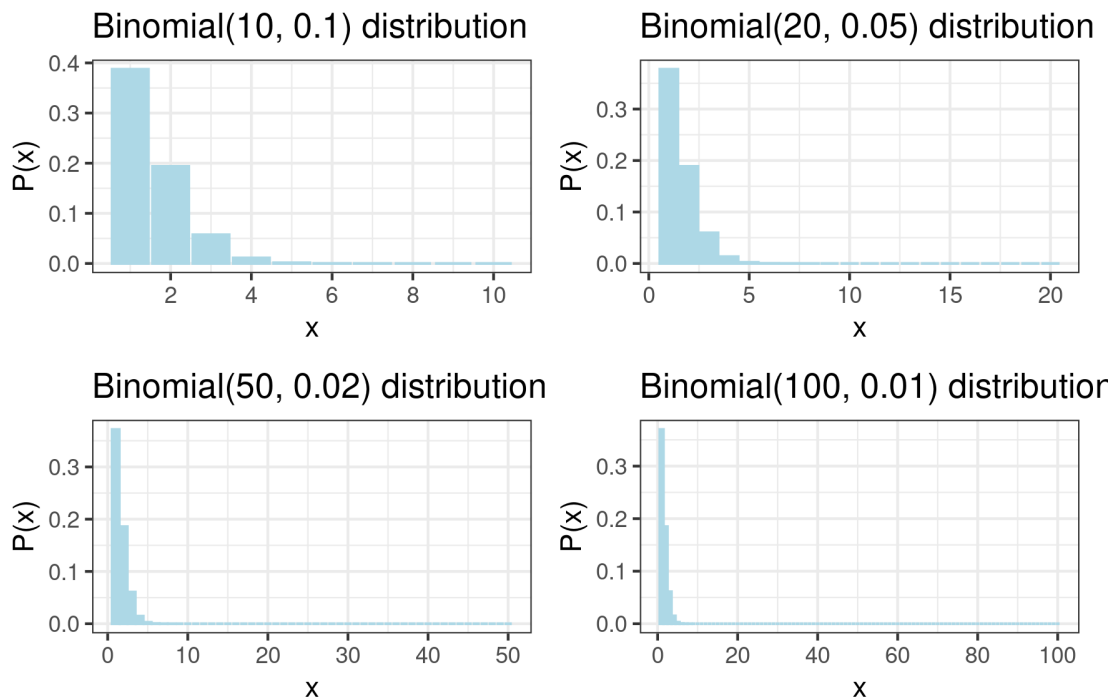 Binomial(10, 0.1) distribution
0.4
0.3
0.2
0.1
0.0
P(x)
2 4 6 8 10
x
Binomial(20, 0.05) distribution
0.3
0.2
0.1
0.0
P(x)
0 5 10 15 20
x
Binomial(50, 0.02) distribution
0.3
0.2
0.1
0.0
P(x)
0 10 20 30 40 50
x
Binomial(100, 0.01) distribution
0.3
0.2
0.1
0.0
P(x)
0 20 40 60 80 100
x